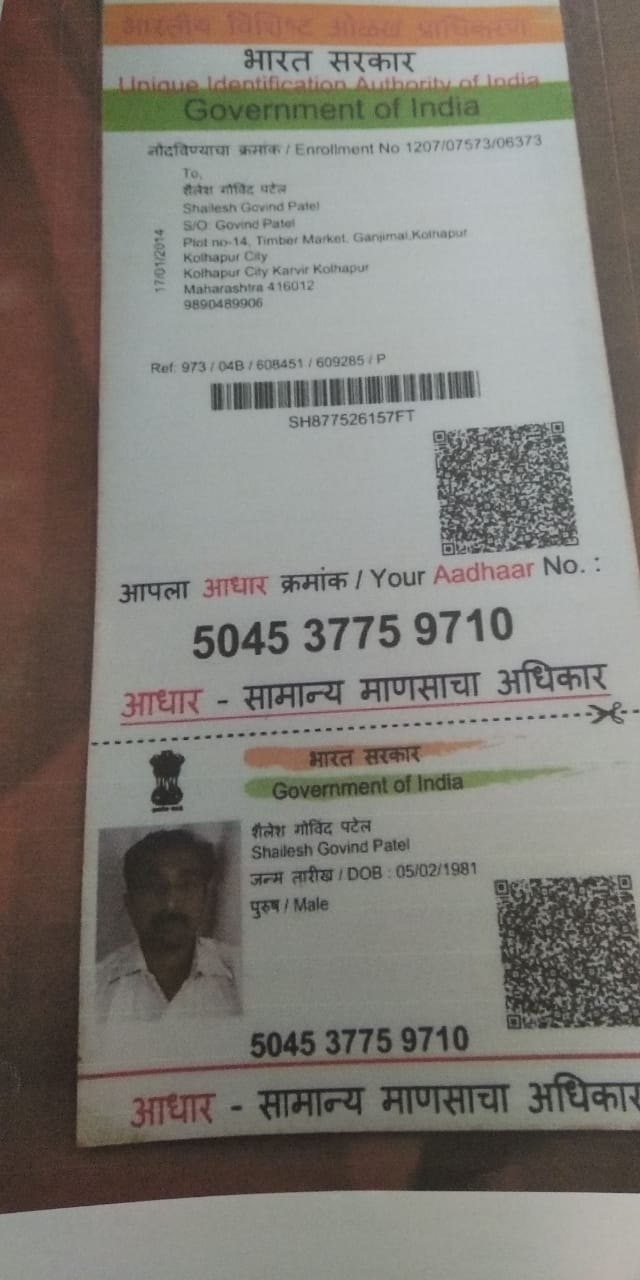 भारतीय विशिष्ट ओळख प्राधिकरण
भारत सरकार
Unique Identification Authority of India
Government of India
नोंदविण्याचा क्रमांक / Enrollment No 1207/07573/06373
To,
शैलेश गोविंद पटेल
Shailesh Govind Patel
S/O: Govind Patel
Plot no-14, Timber Market, Ganjimal,Kolhapur
Kolhapur City
Kolhapur City Karvir Kolhapur
Maharashtra 416012
9890489906
17/01/2014
Ref: 973 / 04B / 608451 / 609285 / P
SH877526157FT
आपला आधार क्रमांक / Your Aadhaar No. :
5045 3775 9710
आधार - सामान्य माणसाचा अधिकार
भारत सरकार
Government of India
शैलेश गोविंद पटेल
Shailesh Govind Patel
जन्म तारीख / DOB : 05/02/1981
पुरुष / Male
5045 3775 9710
आधार - सामान्य माणसाचा अधिकार